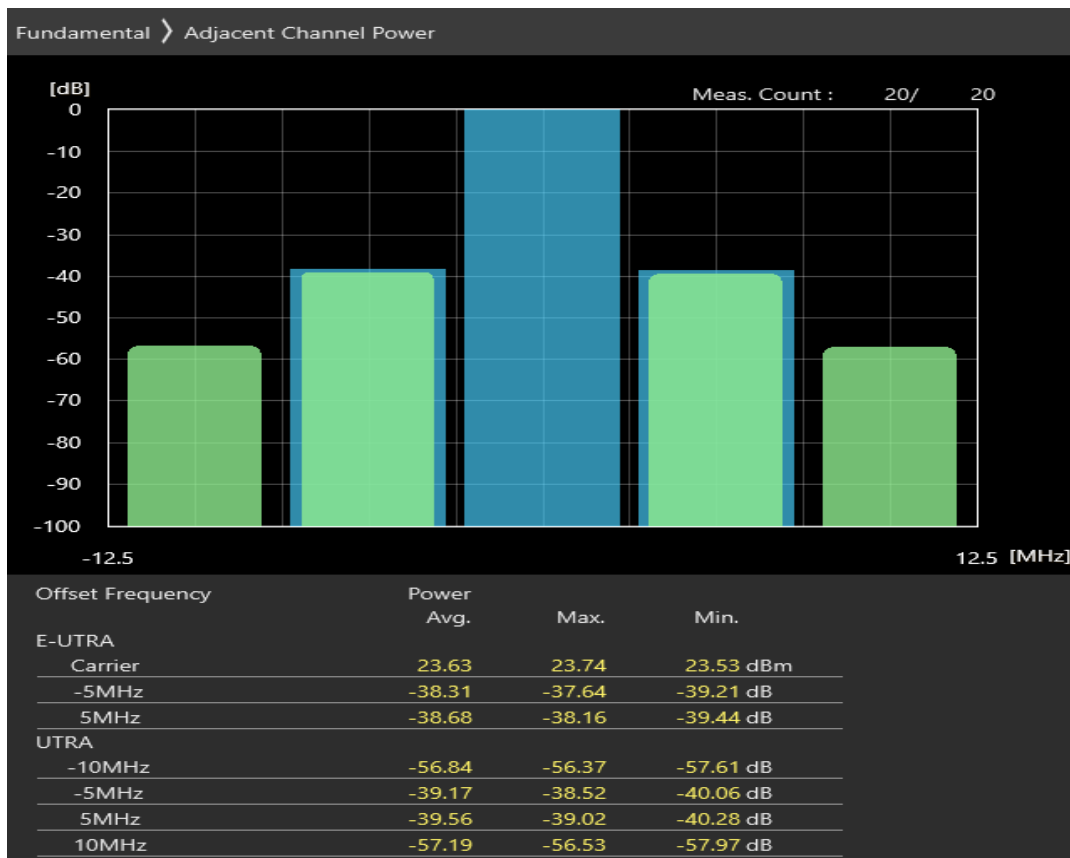 Fundamental 〉 Adjacent Channel Power
[dB]
Meas. Count : 20/ 20
0
-10
-20
-30
-40
-50
-60
-70
-80
-90
-100
-12.5 12.5 [MHz]
Offset Frequency Power
Avg. Max. Min.
E-UTRA
Carrier 23.63 23.74 23.53 dBm
-5MHz -38.31 -37.64 -39.21 dB
5MHz -38.68 -38.16 -39.44 dB
UTRA
-10MHz -56.84 -56.37 -57.61 dB
-5MHz -39.17 -38.52 -40.06 dB
5MHz -39.56 -39.02 -40.28 dB
10MHz -57.19 -56.53 -57.97 dB